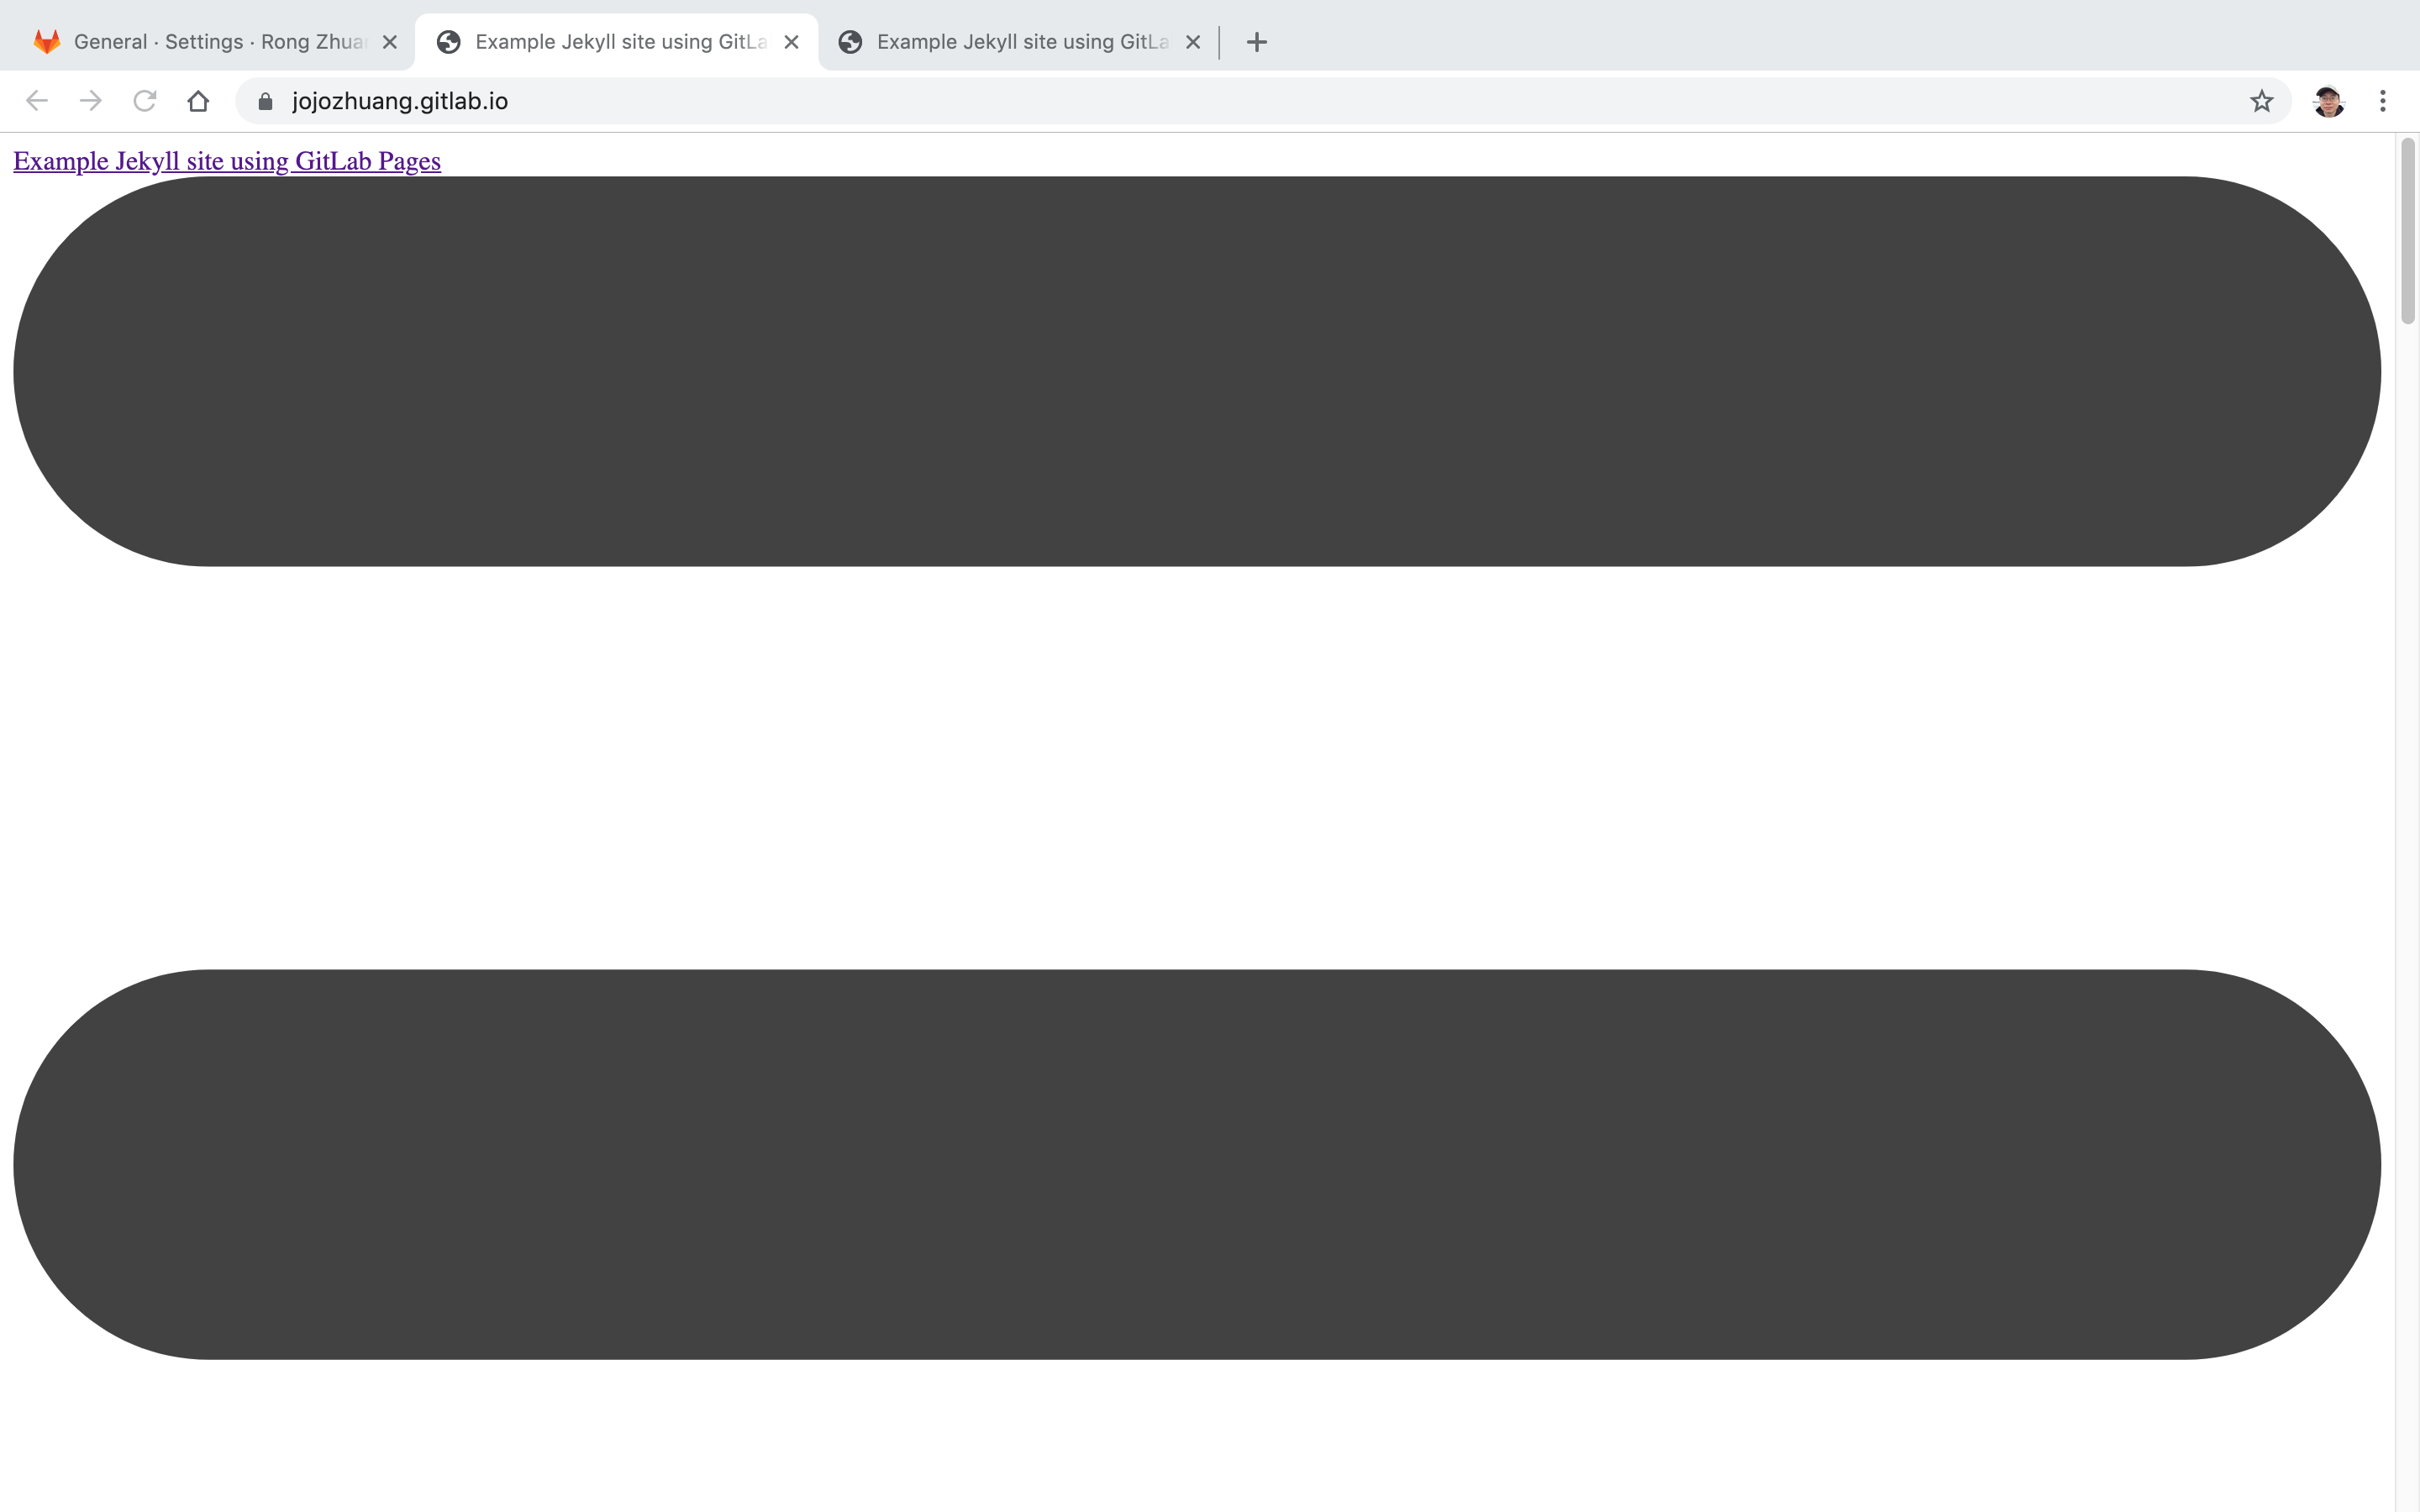 General · Settings · Rong Zhua
Example Jekyll site using GitLa
Example Jekyll site using GitLa
jojozhuang.gitlab.io
Example Jekyll site using GitLab Pages